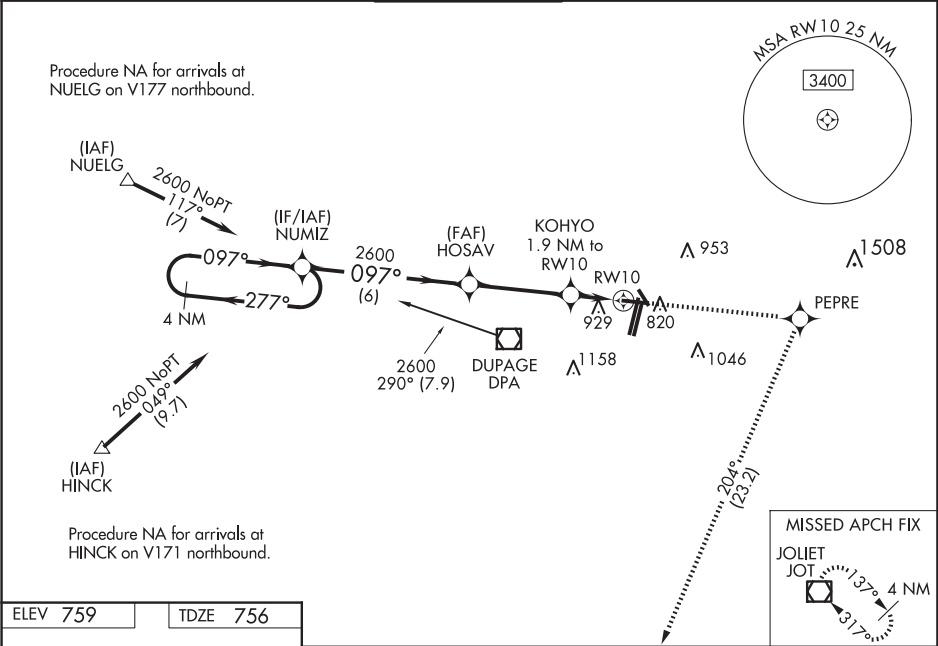 Procedure NA for arrivals at
NUELG on V177 northbound.
MSA RW10 25 NM
3400
(IAF)
NUELG
2600 NoPT
117°
(7)
(IF/IAF)
NUMIZ
097°
277°
4 NM
2600
097°
(6)
(FAF)
HOSAV
KOHYO
1.9 NM to
RW10
RW10
953
1508
929
820
PEPRE
2600
290° (7.9)
DUPAGE
DPA
1158
1046
2600 NoPT
049°
(9.7)
(IAF)
HINCK
204°
(23.2)
Procedure NA for arrivals at
HINCK on V171 northbound.
MISSED APCH FIX
JOLIET
JOT
137°
4 NM
317°
ELEV 759
TDZE 756